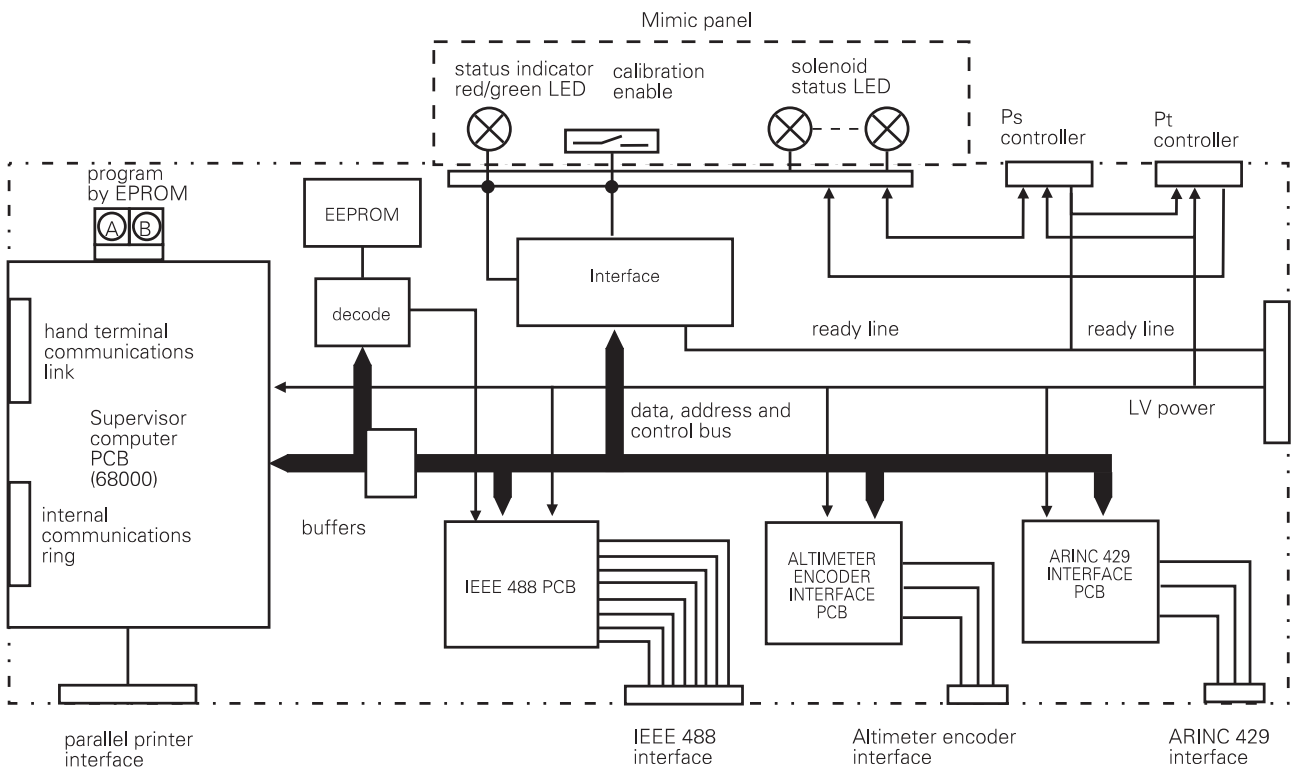 Mimic panel
status indicator
red/green LED
calibration
enable
solenoid
status LED
Ps
controller
Pt
controller
program
by EPROM
A B
EEPROM
Interface
decode
hand terminal
communications
link
ready line
ready line
LV power
data, address and
control bus
Supervisor
computer
PCB
(68000)
internal
communications
ring
buffers
IEEE 488 PCB
ALTIMETER
ENCODER
INTERFACE
PCB
ARINC 429
INTERFACE
PCB
parallel printer
interface
IEEE 488
interface
Altimeter encoder
interface
ARINC 429
interface